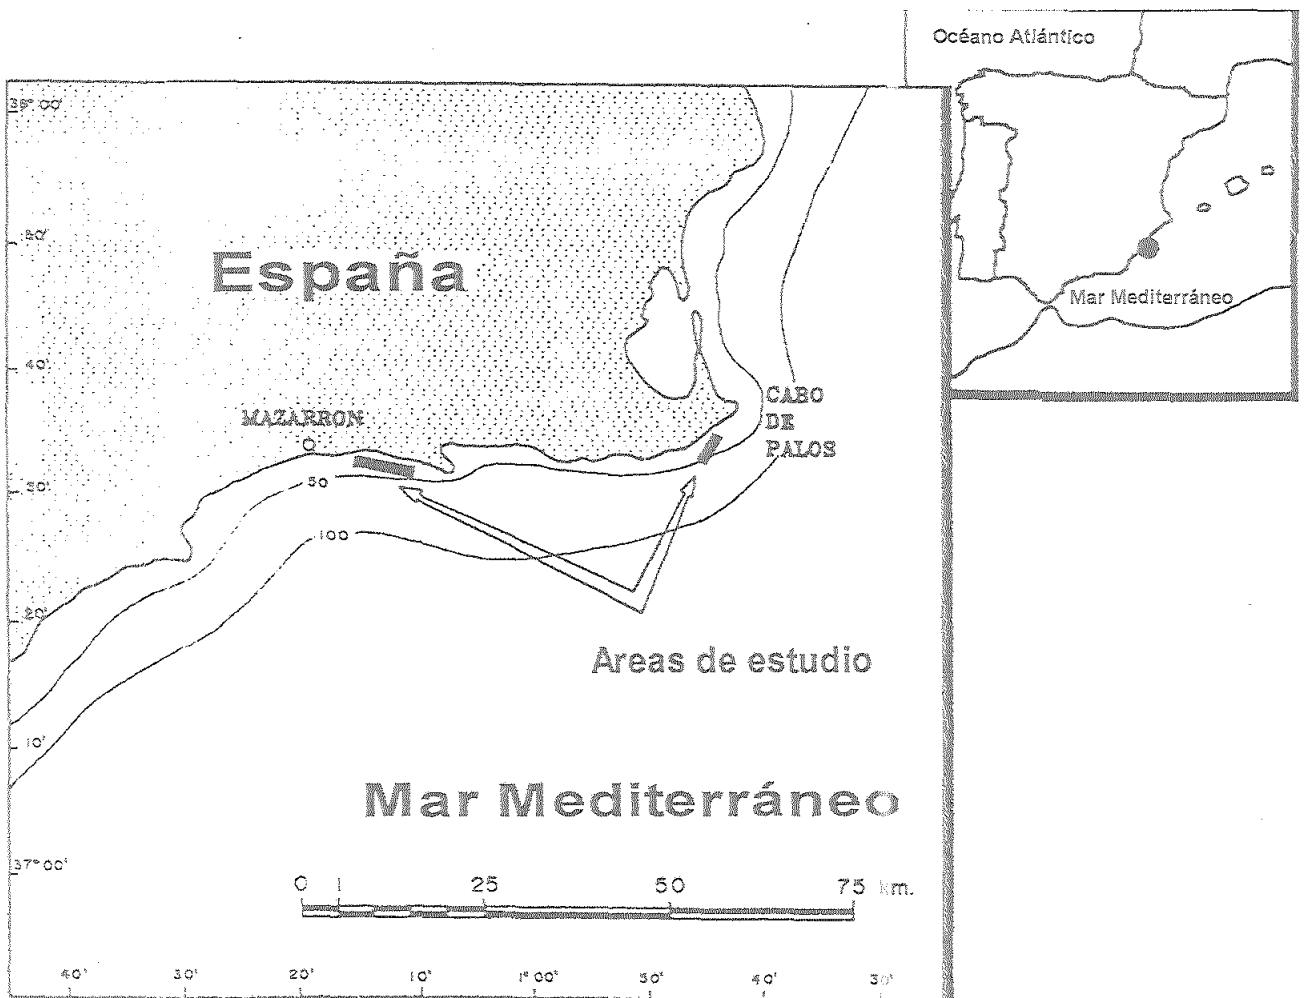 Océano Atlántico
38° 00'
50'
España
Mar Mediterráneo
40'
CABO
DE
PALOS
MAZARRON
30'
50
100
20'
Areas de estudio
10'
Mar Mediterráneo
37° 00'
0 1 25 50 75 km.
40' 30' 20' 10' 1° 00' 50' 40' 30'